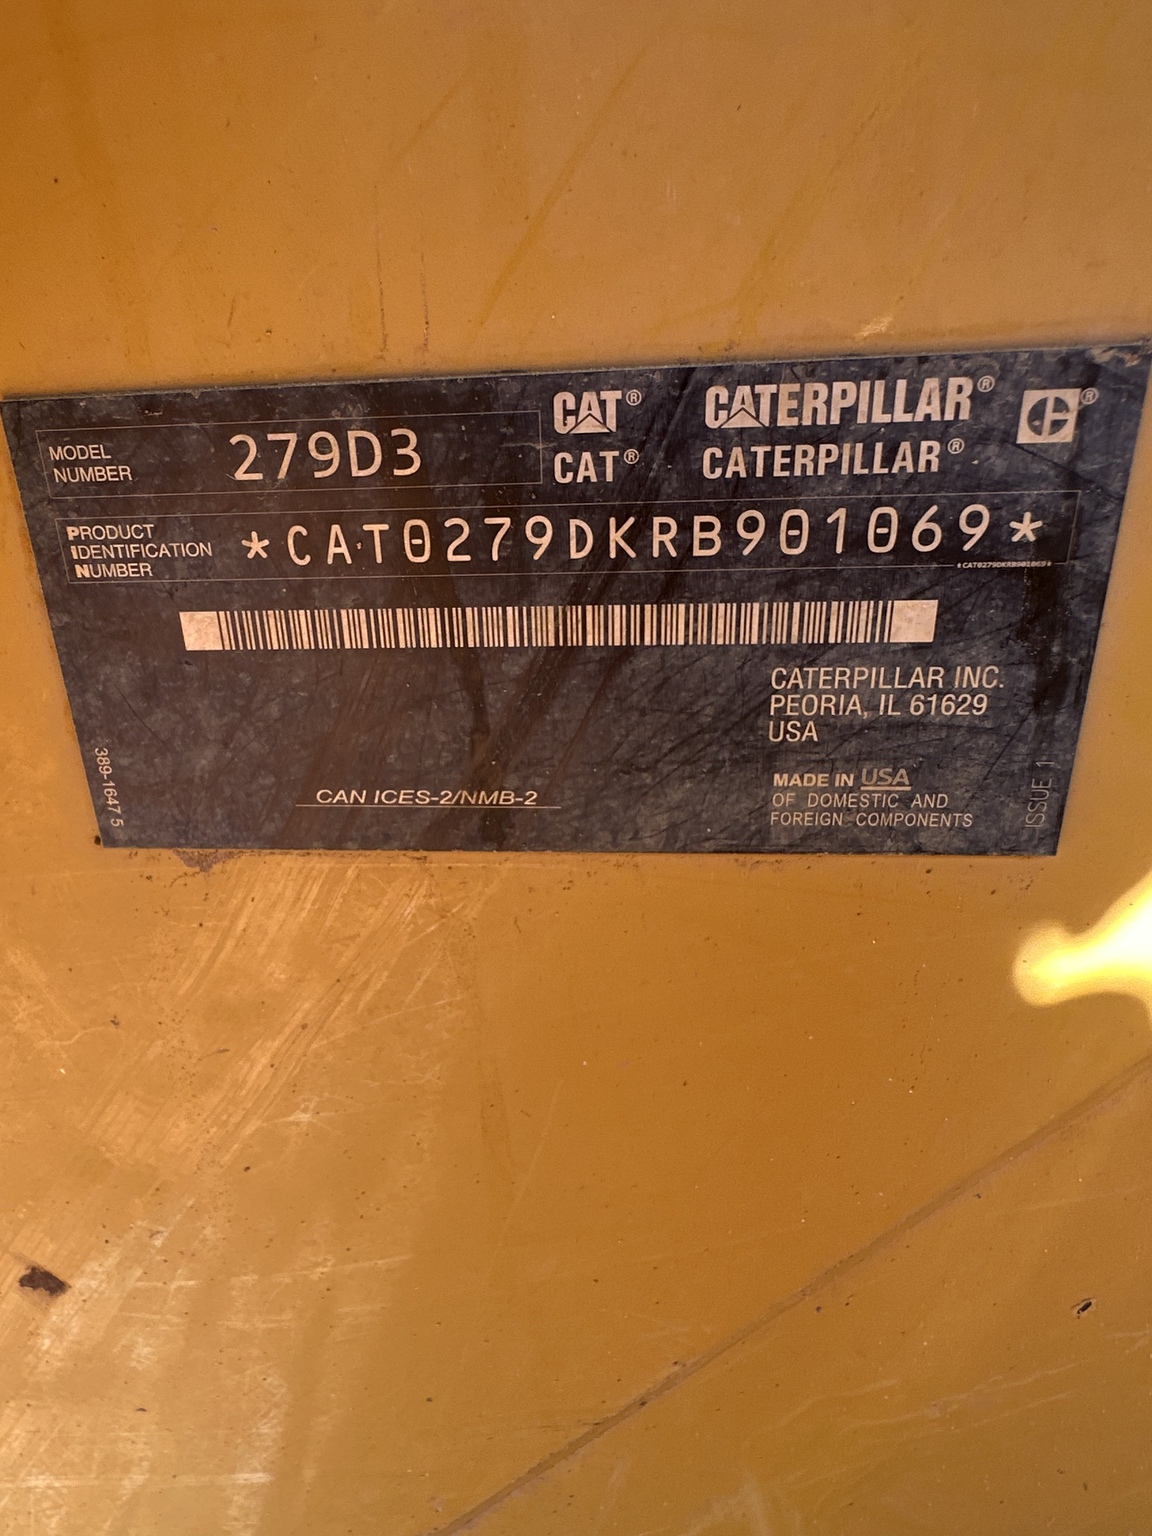 MODEL NUMBER 279D3
CAT® CATERPILLAR®
CAT® CATERPILLAR®
PRODUCT
IDENTIFICATION
NUMBER
*CAT0279DKRB901069*
*CAT0279DKRB901069*
CATERPILLAR INC.
PEORIA, IL 61629
USA
MADE IN USA
OF DOMESTIC AND
FOREIGN COMPONENTS
CAN ICES-2/NMB-2
389-1647 5
ISSUE 1